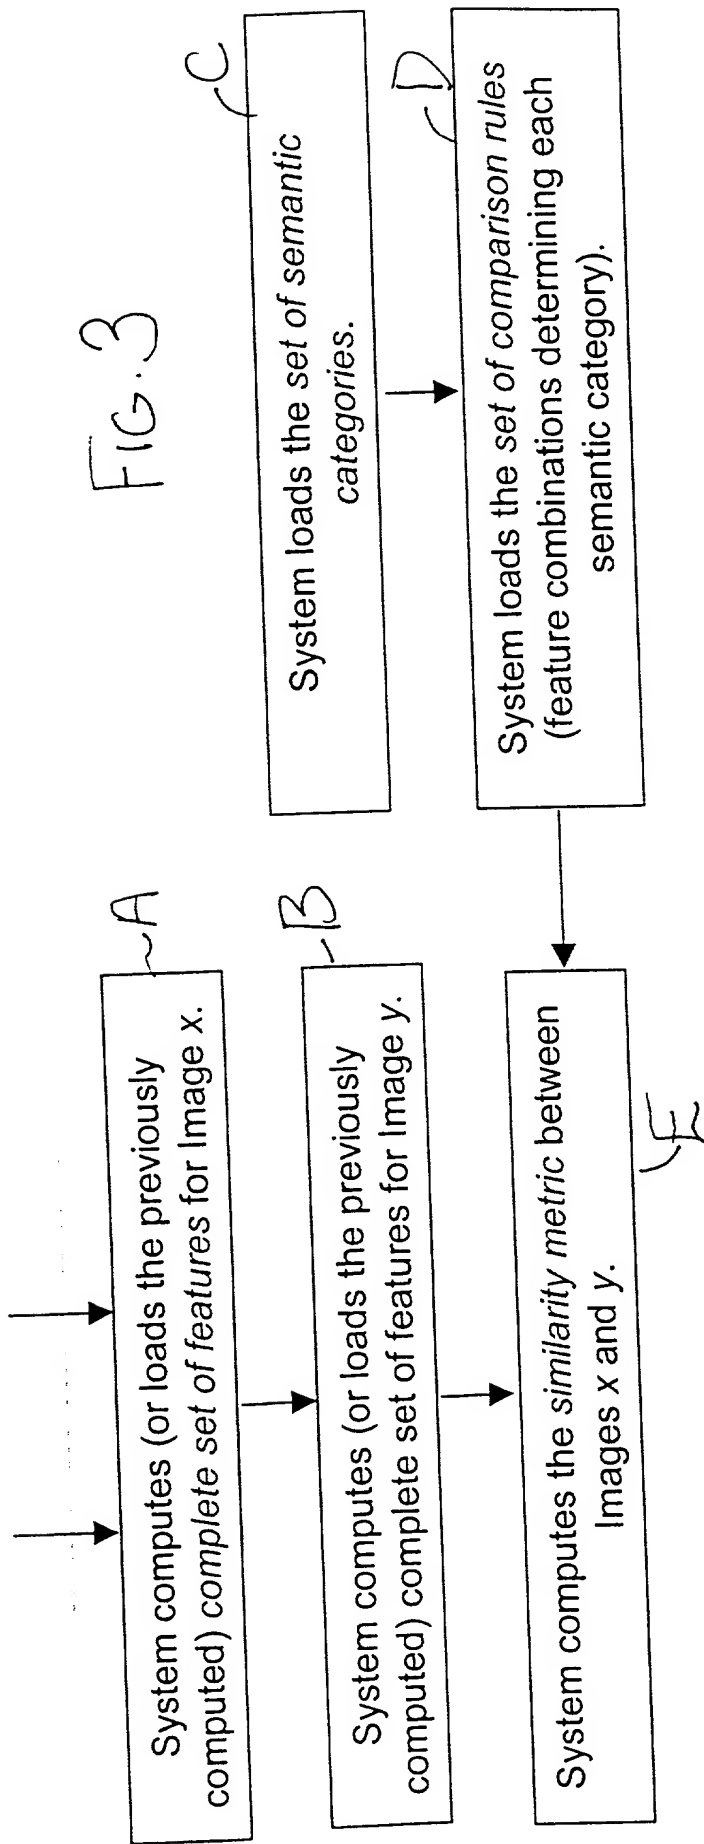 FIG. 3
A
System computes (or loads the previously
computed) complete set of features for Image x.
B
System computes (or loads the previously
computed) complete set of features for Image y.
C
System loads the set of semantic
categories.
D
System loads the set of comparison rules
(feature combinations determining each
semantic category).
System computes the similarity metric between
Images x and y.
E